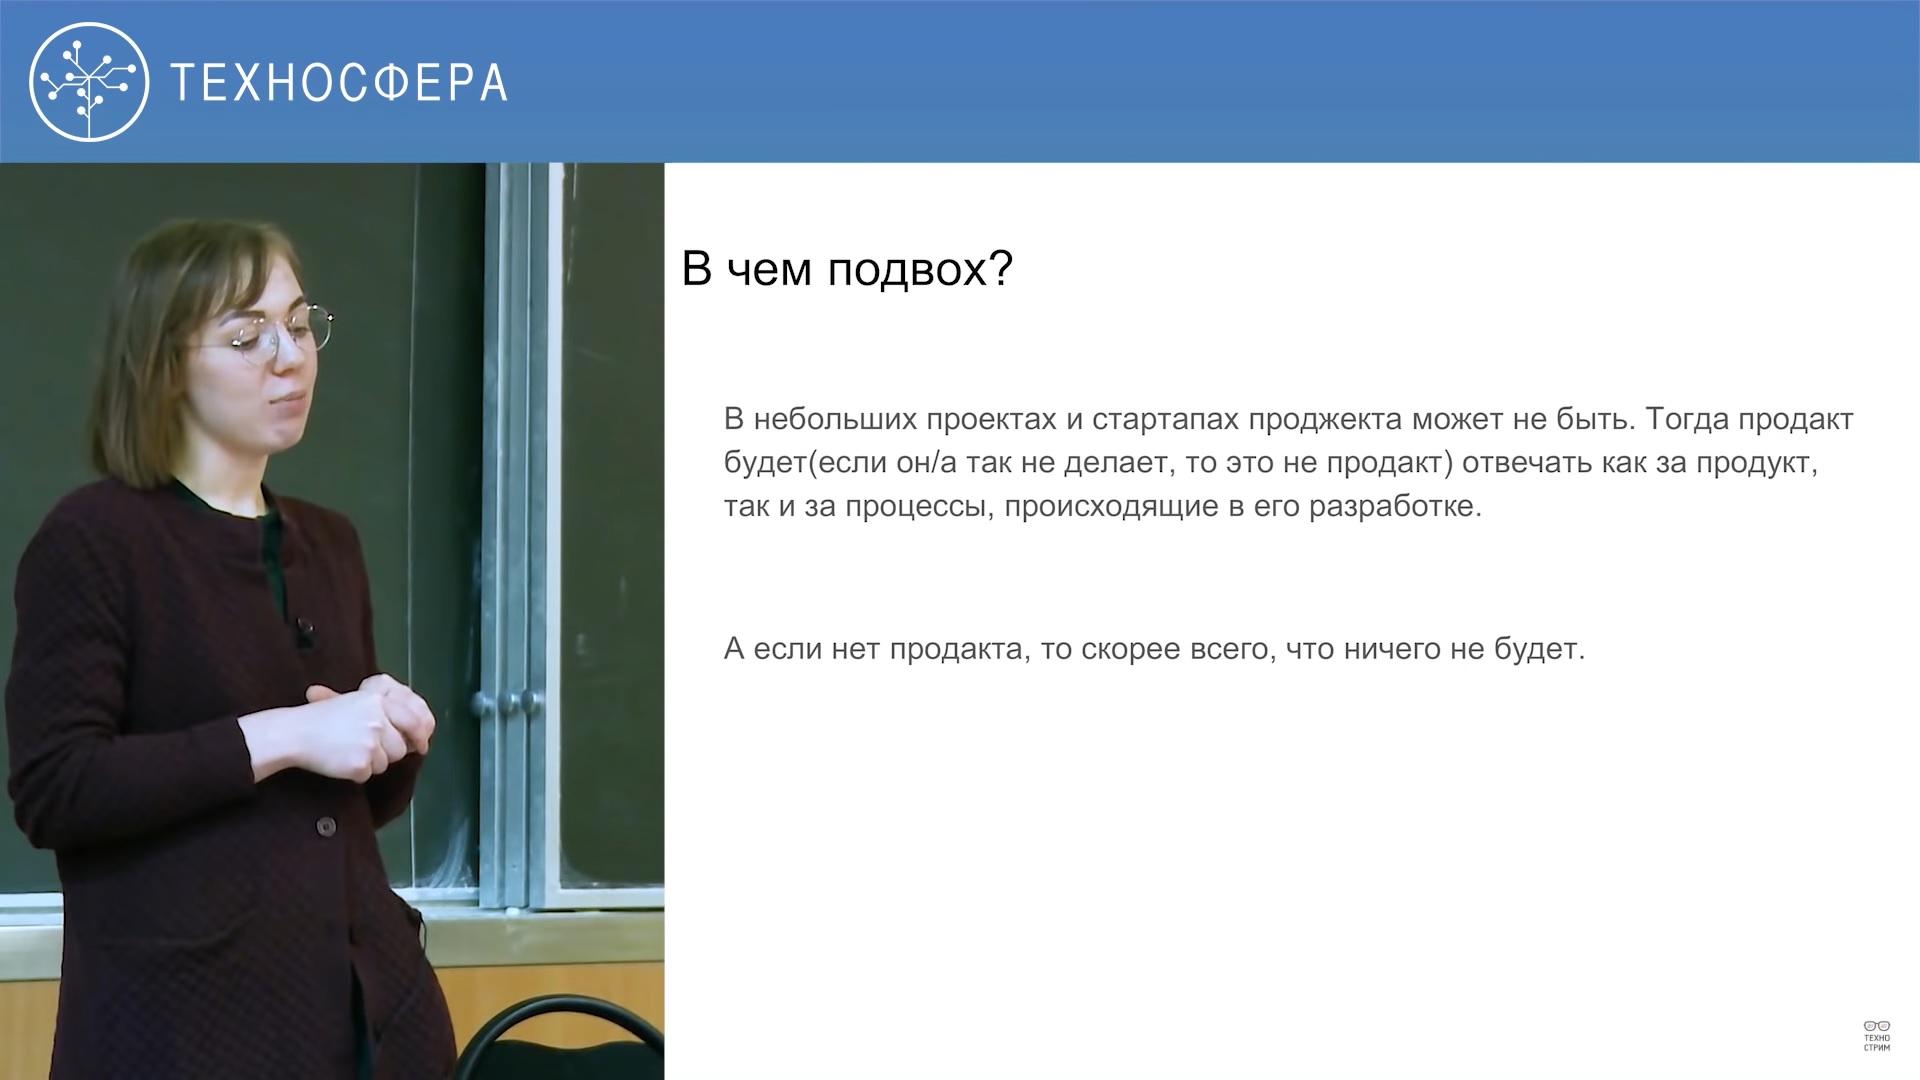 ТЕХНОСФЕРА
В чем подвох?
В небольших проектах и стартапах проджекта может не быть. Тогда продакт
будет(если он/а так не делает, то это не продакт) отвечать как за продукт,
так и за процессы, происходящие в его разработке.
А если нет продакта, то скорее всего, что ничего не будет.
ТЕХНО
СТРИМ